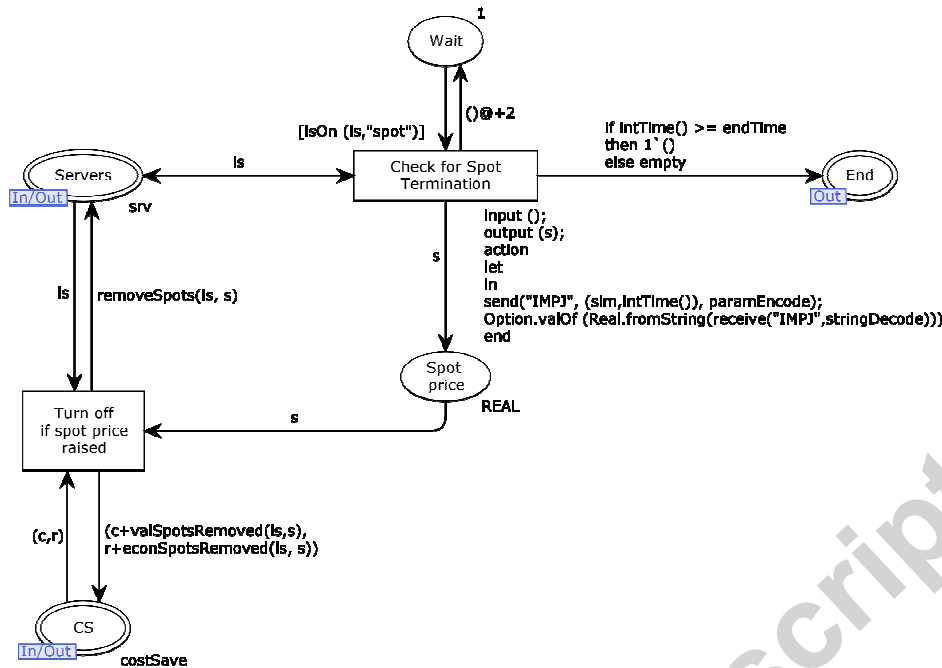 1
Wait
()@+2
[isOn (ls,"spot")]
if intTime() >= endTime
then 1`()
else empty
Servers
In/Out
srv
ls
Check for Spot
Termination
End
Out
input ();
output (s);
action
let
in
send("IMPJ", (sim,intTime()), paramEncode);
Option.valOf (Real.fromString(receive("IMPJ",stringDecode)))
end
s
ls
removeSpots(ls, s)
Spot
price
REAL
Turn off
if spot price
raised
s
(c,r)
(c+valSpotsRemoved(ls,s),
r+econSpotsRemoved(ls, s))
CS
In/Out
costSave
script